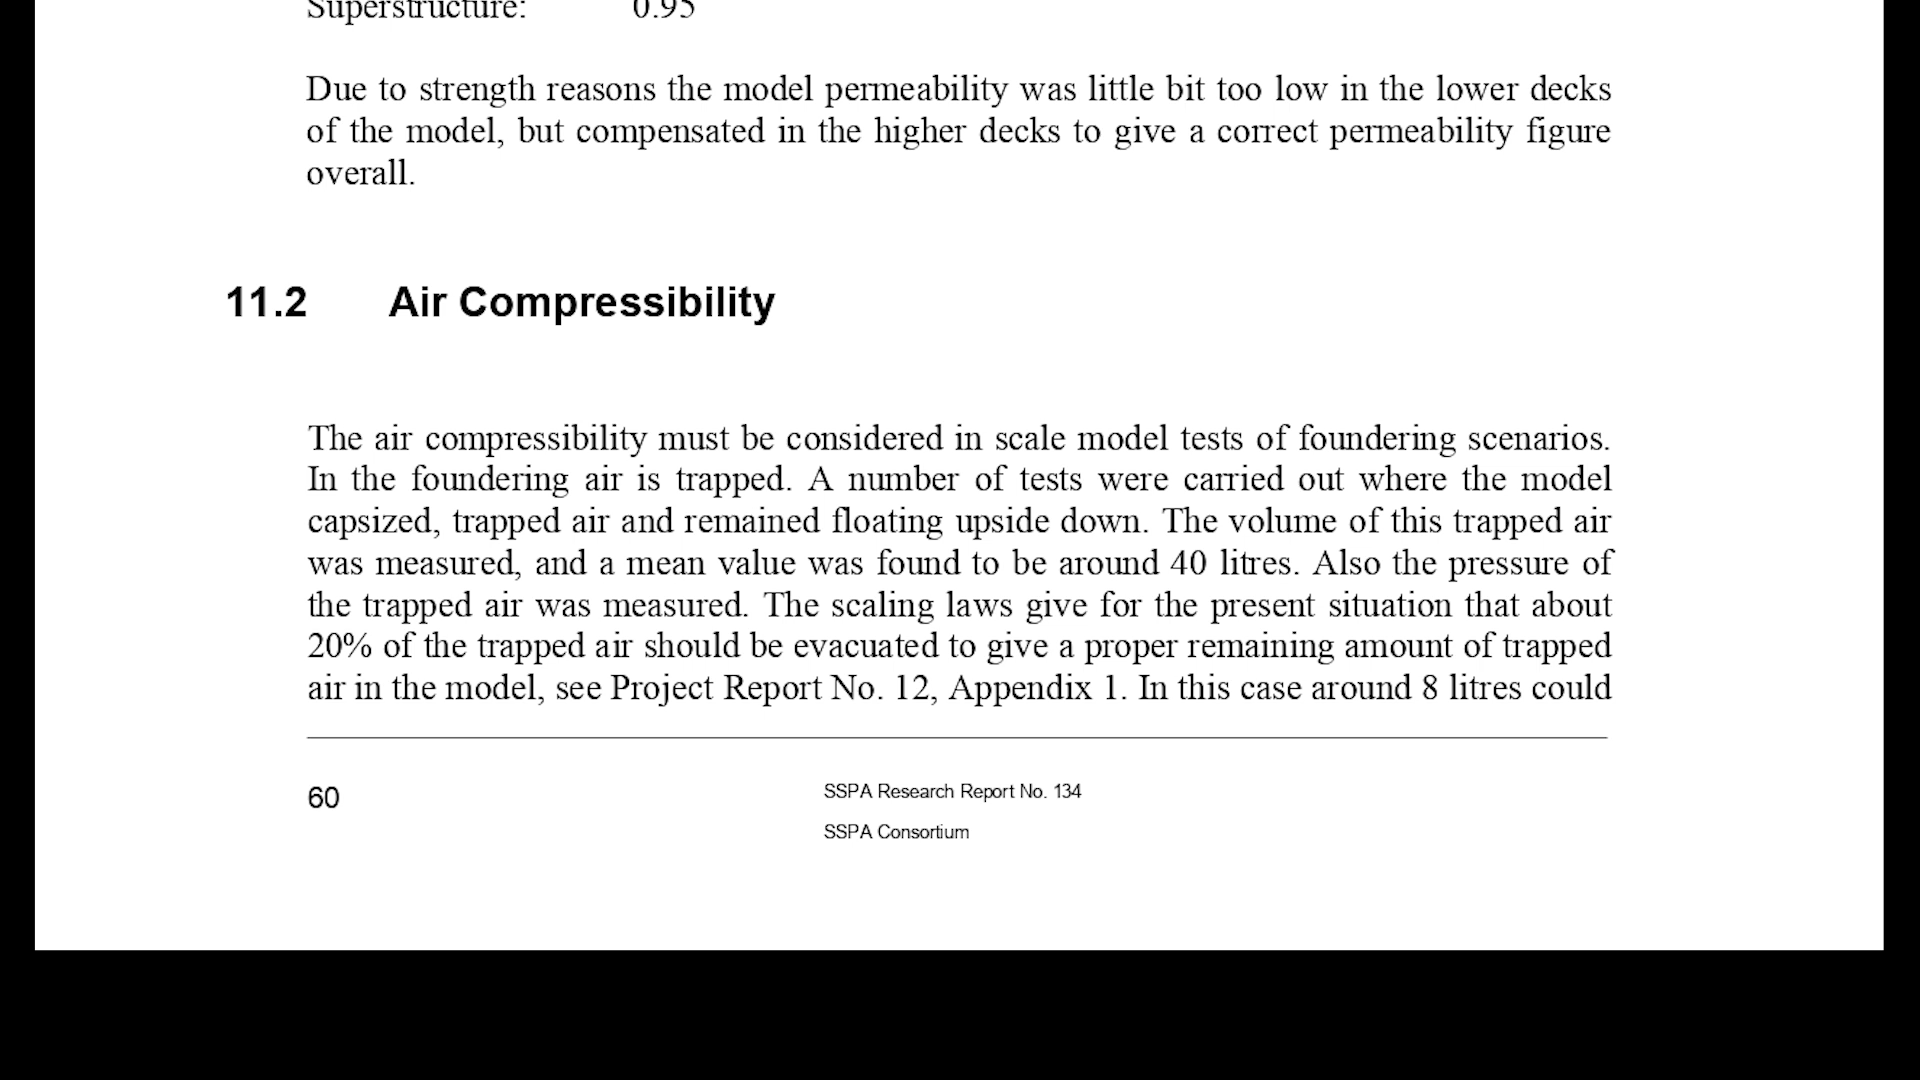 Superstructure: 0.95
Due to strength reasons the model permeability was little bit too low in the lower decks
of the model, but compensated in the higher decks to give a correct permeability figure
overall.
11.2 Air Compressibility
The air compressibility must be considered in scale model tests of foundering scenarios.
In the foundering air is trapped. A number of tests were carried out where the model
capsized, trapped air and remained floating upside down. The volume of this trapped air
was measured, and a mean value was found to be around 40 litres. Also the pressure of
the trapped air was measured. The scaling laws give for the present situation that about
20% of the trapped air should be evacuated to give a proper remaining amount of trapped
air in the model, see Project Report No. 12, Appendix 1. In this case around 8 litres could
60 SSPA Research Report No. 134
SSPA Consortium